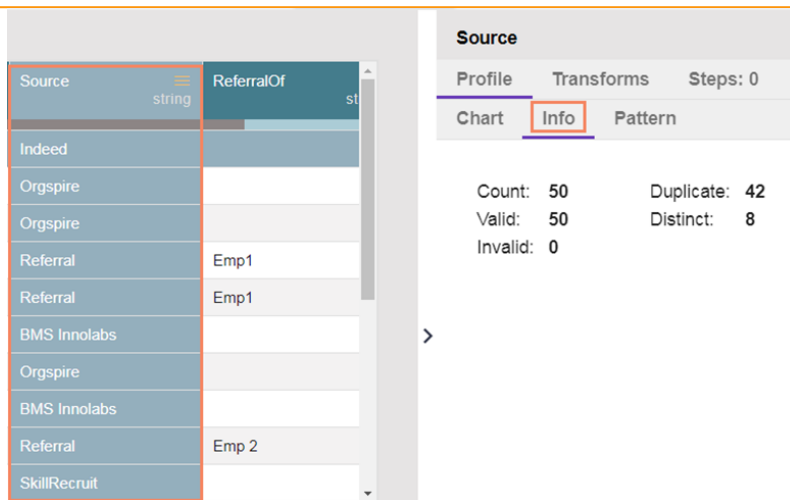 Source
string
ReferralOf
st
Indeed
Orgspire
Orgspire
Referral Emp1
Referral Emp1
BMS Innolabs
Orgspire
BMS Innolabs
Referral Emp 2
SkillRecruit
Source
Profile Transforms Steps: 0
Chart Info Pattern
Count: 50 Duplicate: 42
Valid: 50 Distinct: 8
Invalid: 0